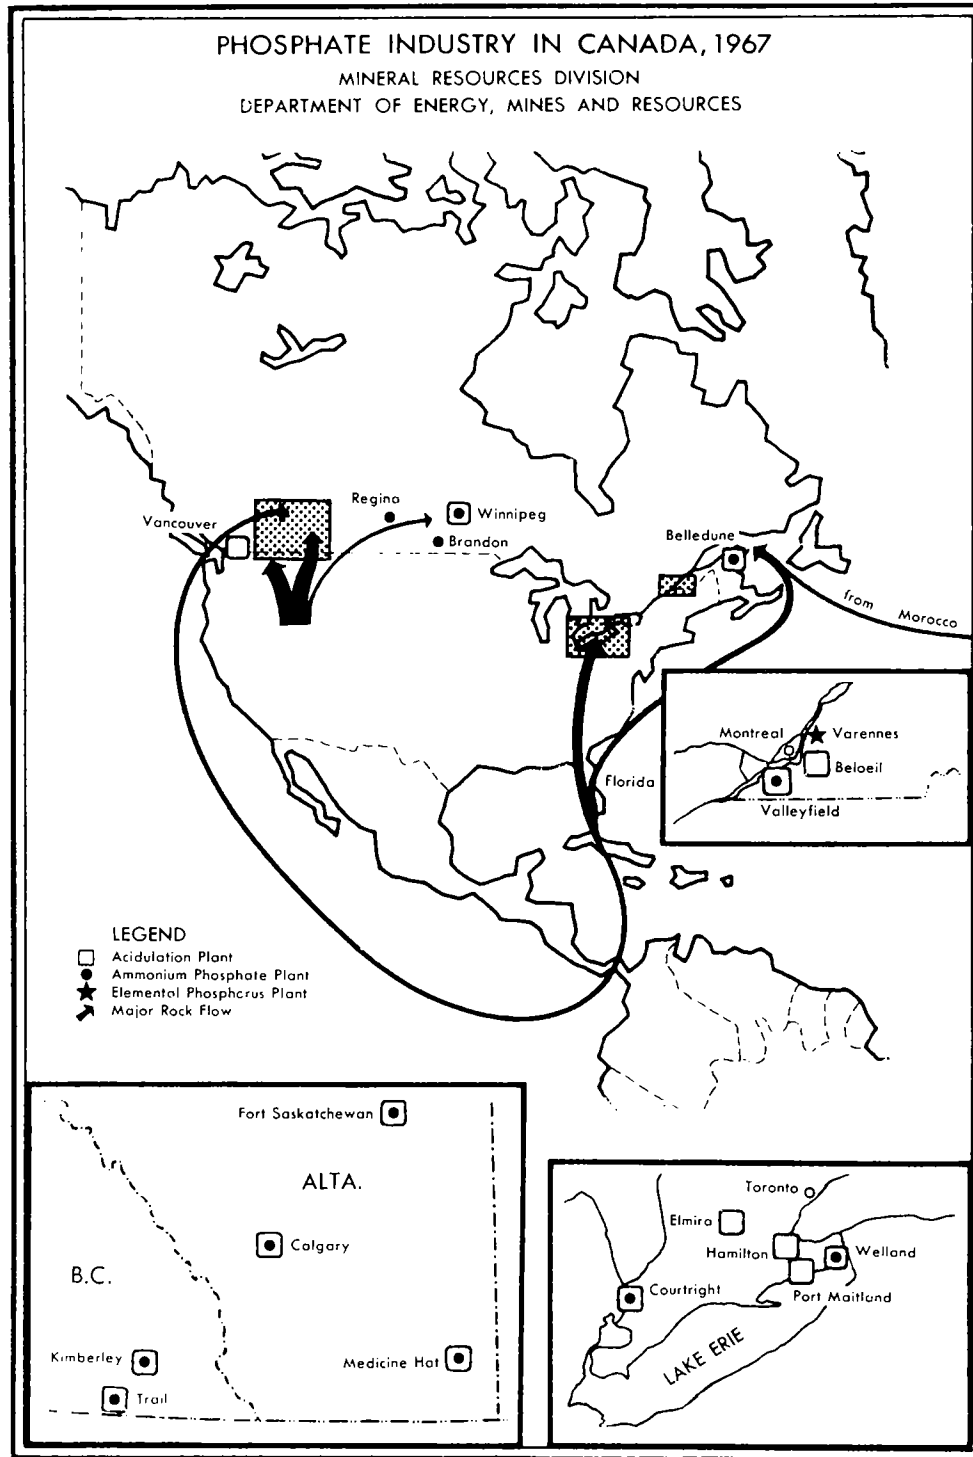 PHOSPHATE INDUSTRY IN CANADA, 1967
MINERAL RESOURCES DIVISION
DEPARTMENT OF ENERGY, MINES AND RESOURCES
Regina
Winnipeg
Vancouver
Brandon
Belledune
from Morocco
Florida
Montreal
Varennes
Beloeil
Valleyfield
LEGEND
Acidulation Plant
Ammonium Phosphate Plant
Elemental Phosphorus Plant
Major Rock Flow
Fort Saskatchewan
ALTA.
Calgary
B.C.
Kimberley
Medicine Hat
Trail
Toronto
Elmira
Hamilton
Welland
Courtright
Port Maitland
LAKE ERIE